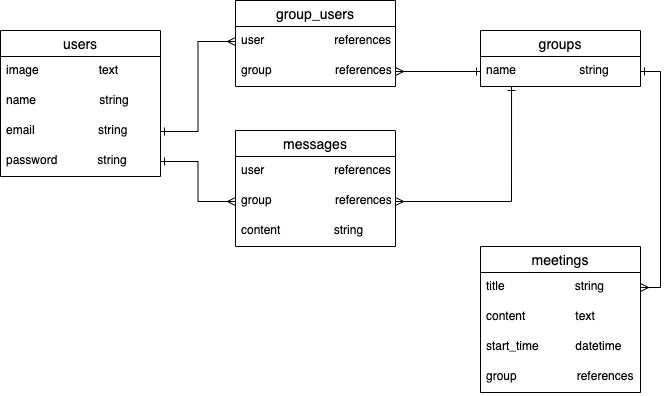 users
image text
name string
email string
password string
group_users
user references
group references
messages
user references
group references
content string
groups
name string
meetings
title string
content text
start_time datetime
group references